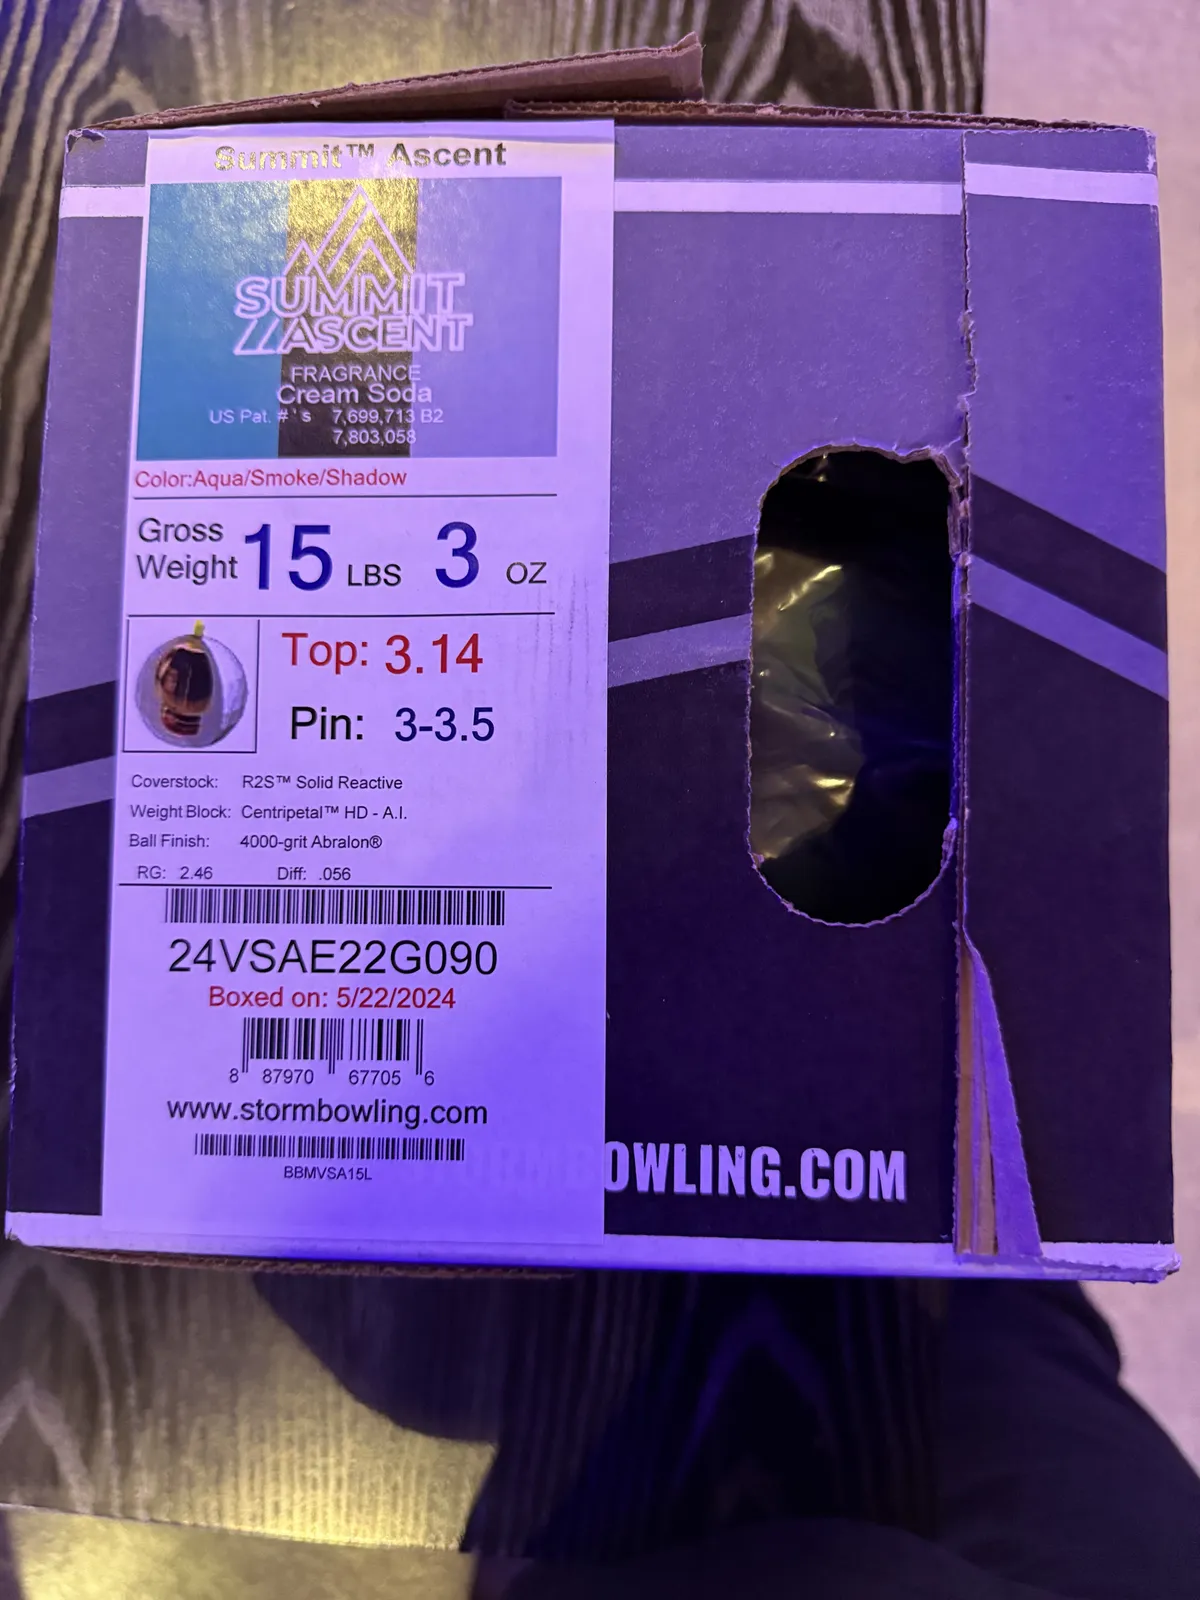 Summit™ Ascent
SUMMIT
ASCENT
FRAGRANCE
Cream Soda
US Pat. #'s 7,699,713 B2
7,803,058
Color:Aqua/Smoke/Shadow
Gross
Weight 15 LBS 3 OZ
Top: 3.14
Pin: 3-3.5
Coverstock: R2S™ Solid Reactive
Weight Block: Centripetal™ HD - A.I.
Ball Finish: 4000-grit Abralon®
RG: 2.46 Diff: .056
24VSAE22G090
Boxed on: 5/22/2024
8 87970 67705 6
www.stormbowling.com
BBMVSA15L
ORMBOWLING.COM